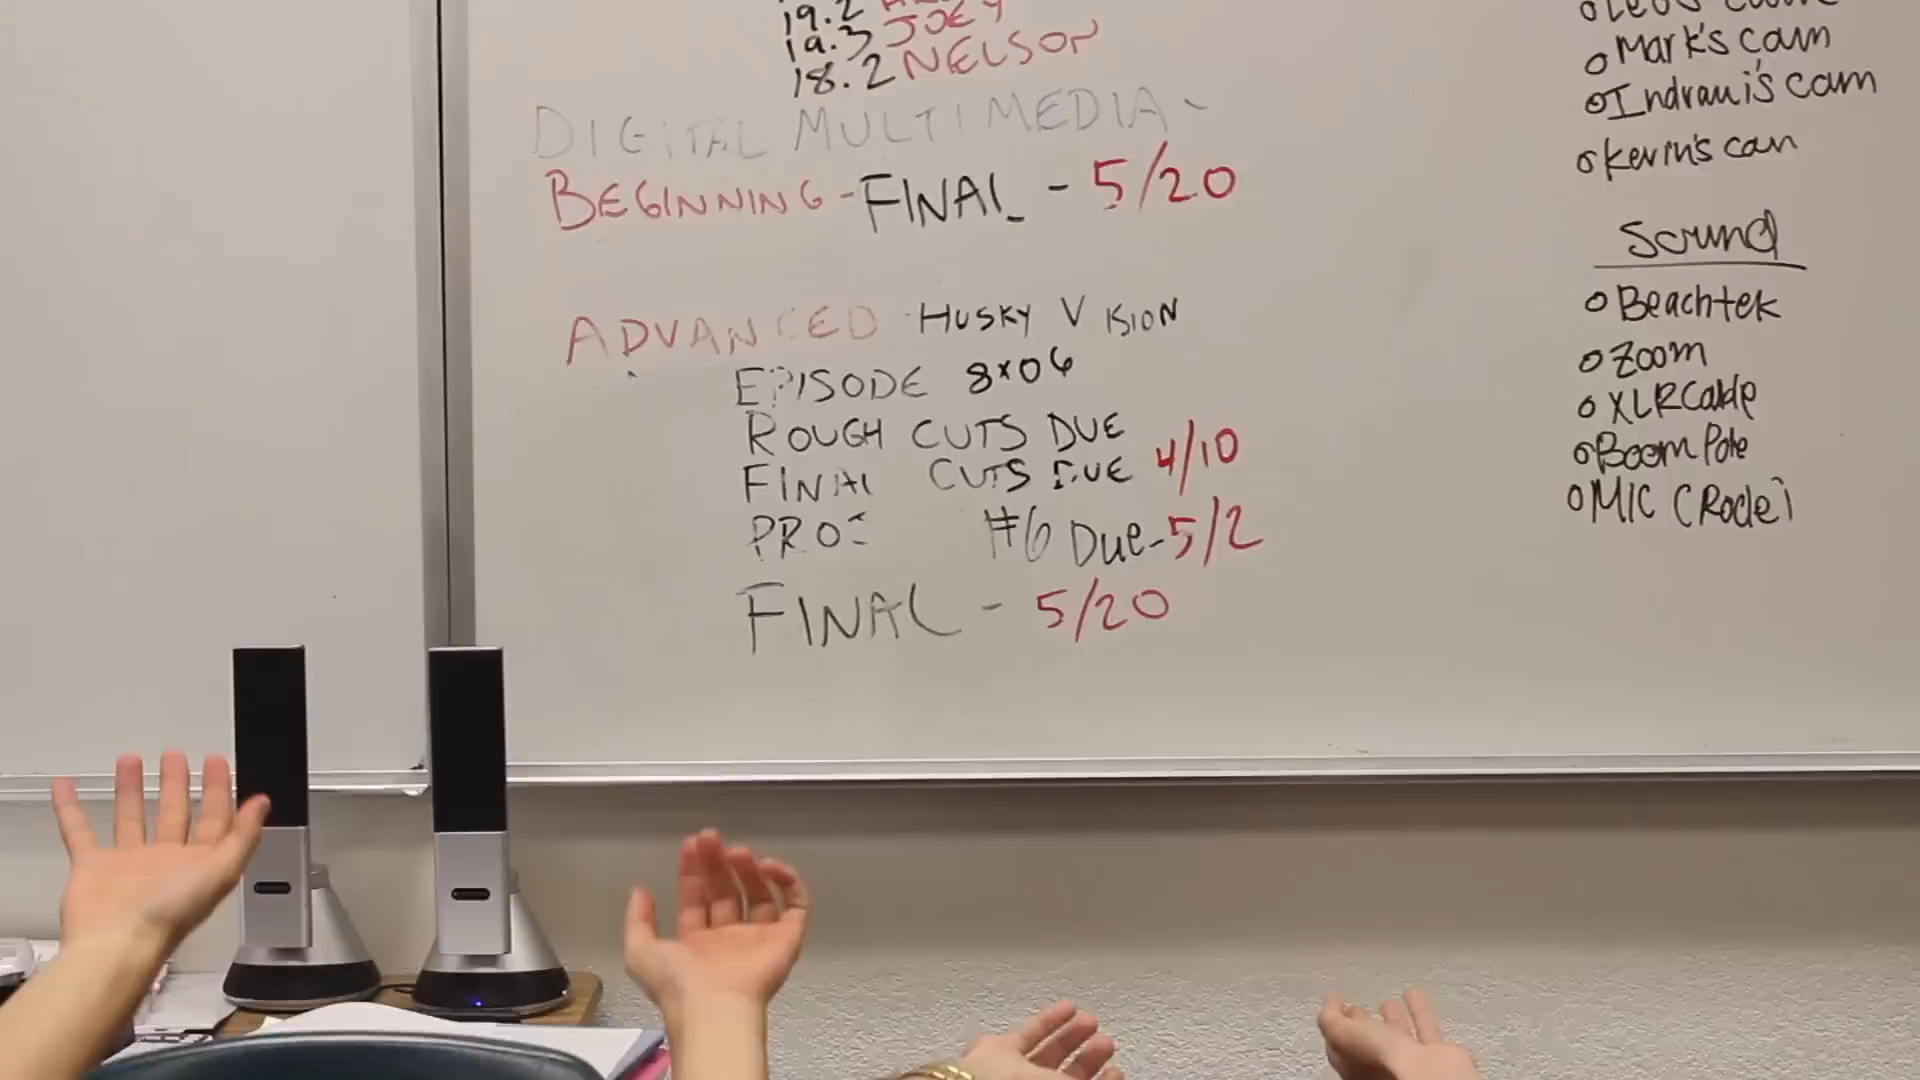 19.2
19.3 JOEY
18.2 NELSON
DIGITAL MULTIMEDIA-
BEGINNING-FINAL - 5/20
ADVANCED HUSKY VISION
EPISODE 8x06
ROUGH CUTS DUE
FINAL CUTS DUE 4/10
#6 Due-5/2
FINAL - 5/20
o Mark's cam
o Indrani's cam
o Kevin's cam
Sound
o Beachtek
o Zoom
o XLR Cable
o Boom Pole
o MIC (Rode)